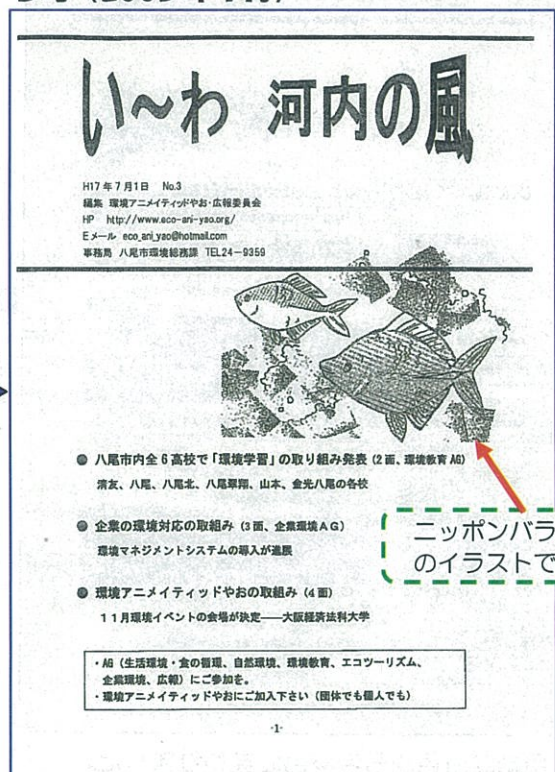 い～わ 河内の風
H17年7月1日 No.3
編集 環境アニメイティッドやお・広報委員会
HP http://www.eco-ani-yao.org/
Eメール eco_ani_yao@hotmail.com
事務局 八尾市環境総務課 TEL24-9359
● 八尾市内全6高校で「環境学習」の取り組み発表(2面、環境教育AG)
清友、八尾、八尾北、八尾翠翔、山本、金光八尾の各校
● 企業の環境対応の取組み(3面、企業環境AG)
環境マネジメントシステムの導入が進展
● 環境アニメイティッドやおの取組み(4面)
11月環境イベントの会場が決定――大阪経済法科大学
ニッポンバラ
のイラストで
・AG(生活環境・食の循環、自然環境、環境教育、エコツーリズム、
企業環境、広報)にご参加を。
・環境アニメイティッドやおにご加入下さい(団体でも個人でも)
-1-